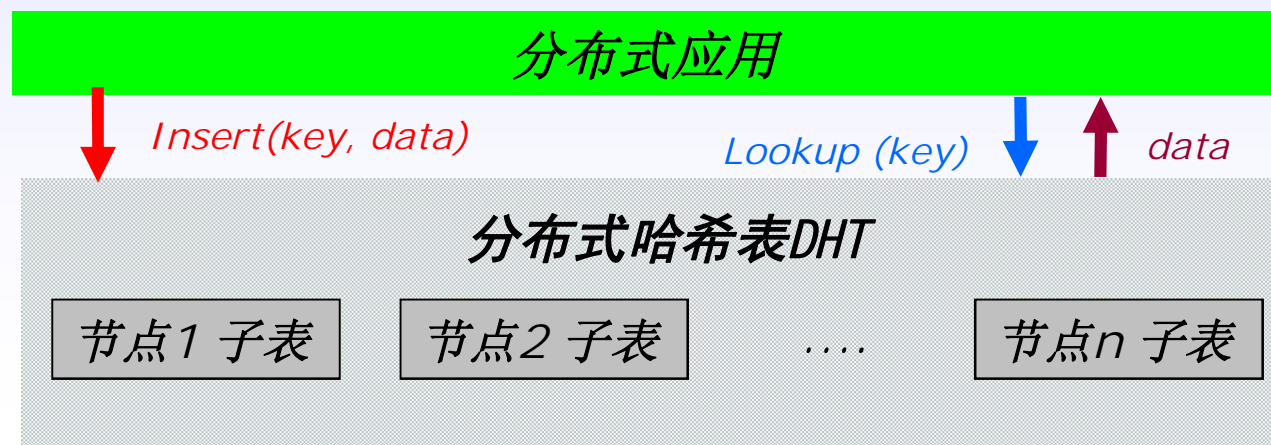 分布式应用
Insert(key, data)
Lookup (key)
data
分布式哈希表DHT
节点1 子表
节点2 子表
....
节点n 子表